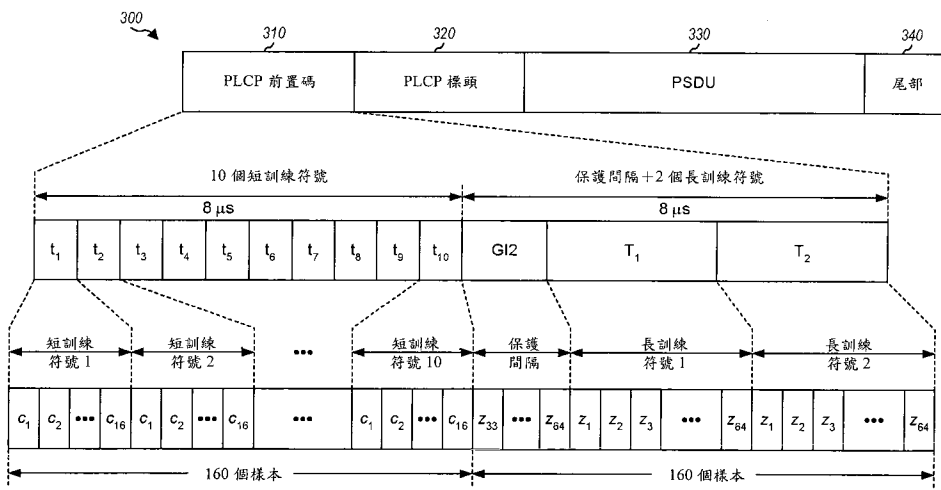 300
310
320
330
340
PLCP 前置碼
PLCP 標頭
PSDU
尾部
10 個短訓練符號
保護間隔+2 個長訓練符號
8 μs
8 μs
t1
t2
t3
t4
t5
t6
t7
t8
t9
t10
GI2
T1
T2
短訓練
符號 1
短訓練
符號 2
•••
短訓練
符號 10
保護
間隔
長訓練
符號 1
長訓練
符號 2
c1 c2 ••• c16 c1 c2 ••• c16 ••• c1 c2 ••• c16 z33 ••• z64 z1 z2 z3 ••• z64 z1 z2 z3 ••• z64
160 個樣本
160 個樣本